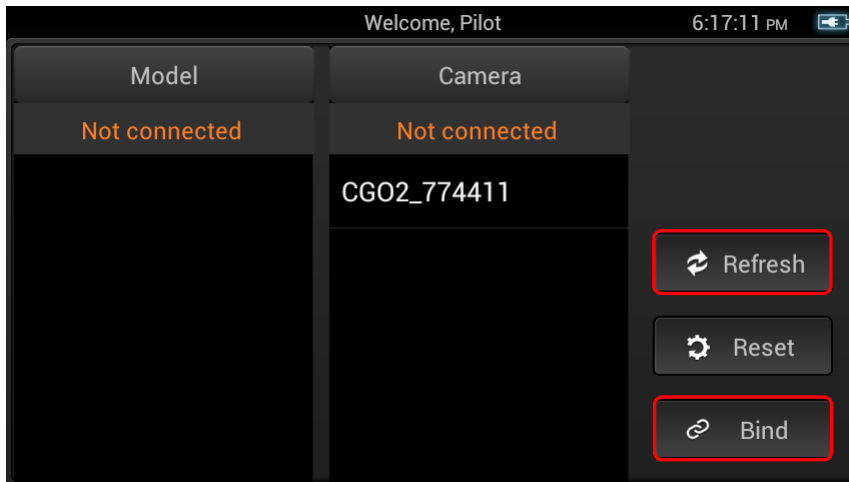 Welcome, Pilot
6:17:11 PM
Model
Camera
Not connected
Not connected
CGO2_774411
Refresh
Reset
Bind